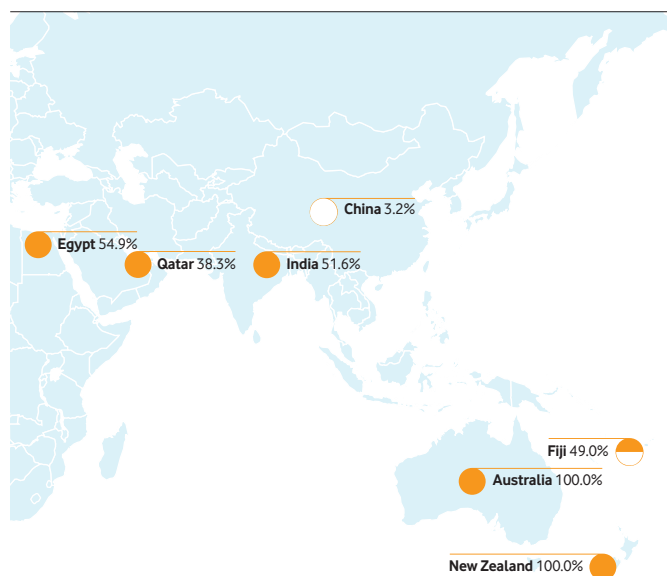 China 3.2%
Egypt 54.9%
Qatar 38.3%
India 51.6%
Fiji 49.0%
Australia 100.0%
New Zealand 100.0%